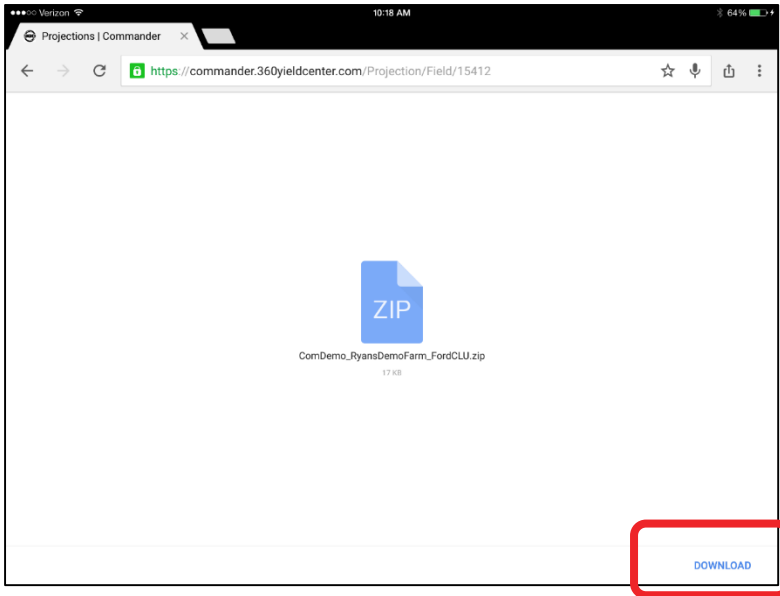 Verizon 10:18 AM 64%
Projections | Commander
https://commander.360yieldcenter.com/Projection/Field/15412
ZIP
ComDemo_RyansDemoFarm_FordCLU.zip
17 KB
DOWNLOAD